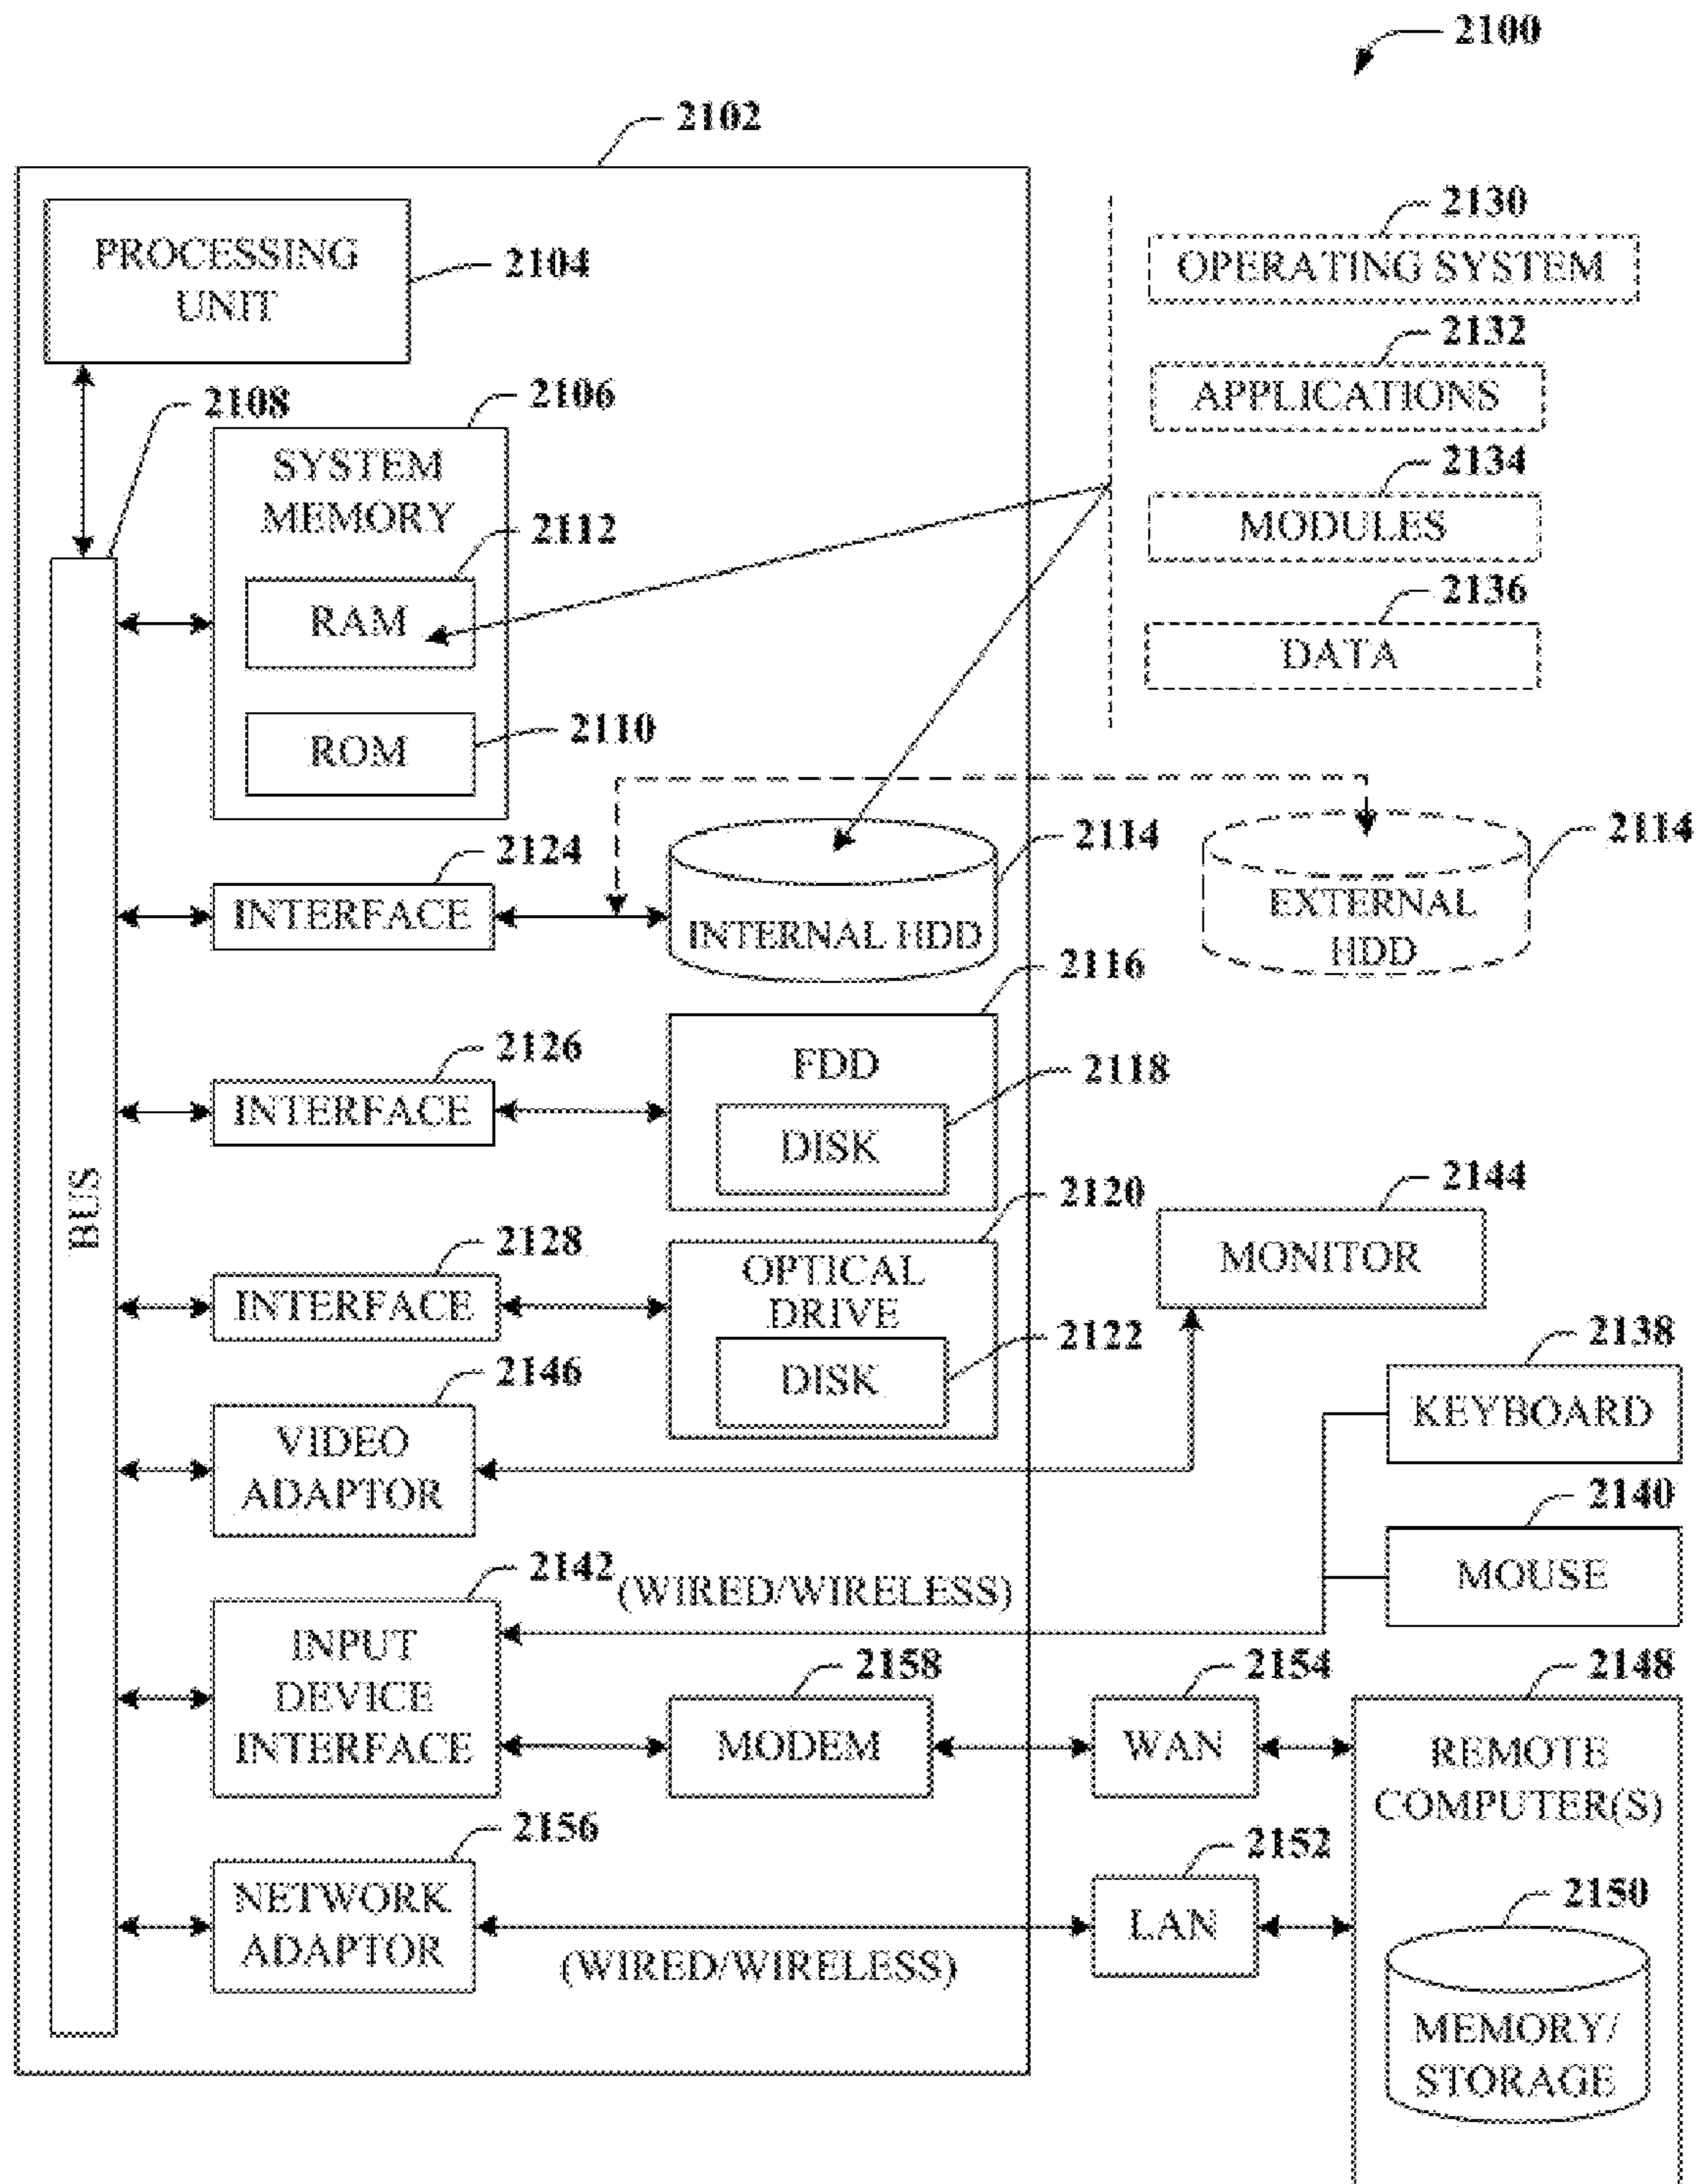 2100
2102
PROCESSING
UNIT
2104
2130
OPERATING SYSTEM
2132
APPLICATIONS
2134
MODULES
2136
DATA
2108
2106
SYSTEM
MEMORY
2112
RAM
2110
ROM
2124
INTERFACE
2114
INTERNAL HDD
2114
EXTERNAL
HDD
2116
2126
INTERFACE
FDD
2118
DISK
BUS
2120
2128
INTERFACE
OPTICAL
DRIVE
2122
DISK
2144
MONITOR
2138
KEYBOARD
2146
VIDEO
ADAPTOR
2140
MOUSE
2142
(WIRED/WIRELESS)
INPUT
DEVICE
INTERFACE
2158
MODEM
2154
WAN
2148
REMOTE
COMPUTER(S)
2156
NETWORK
ADAPTOR
(WIRED/WIRELESS)
2152
LAN
2150
MEMORY/
STORAGE